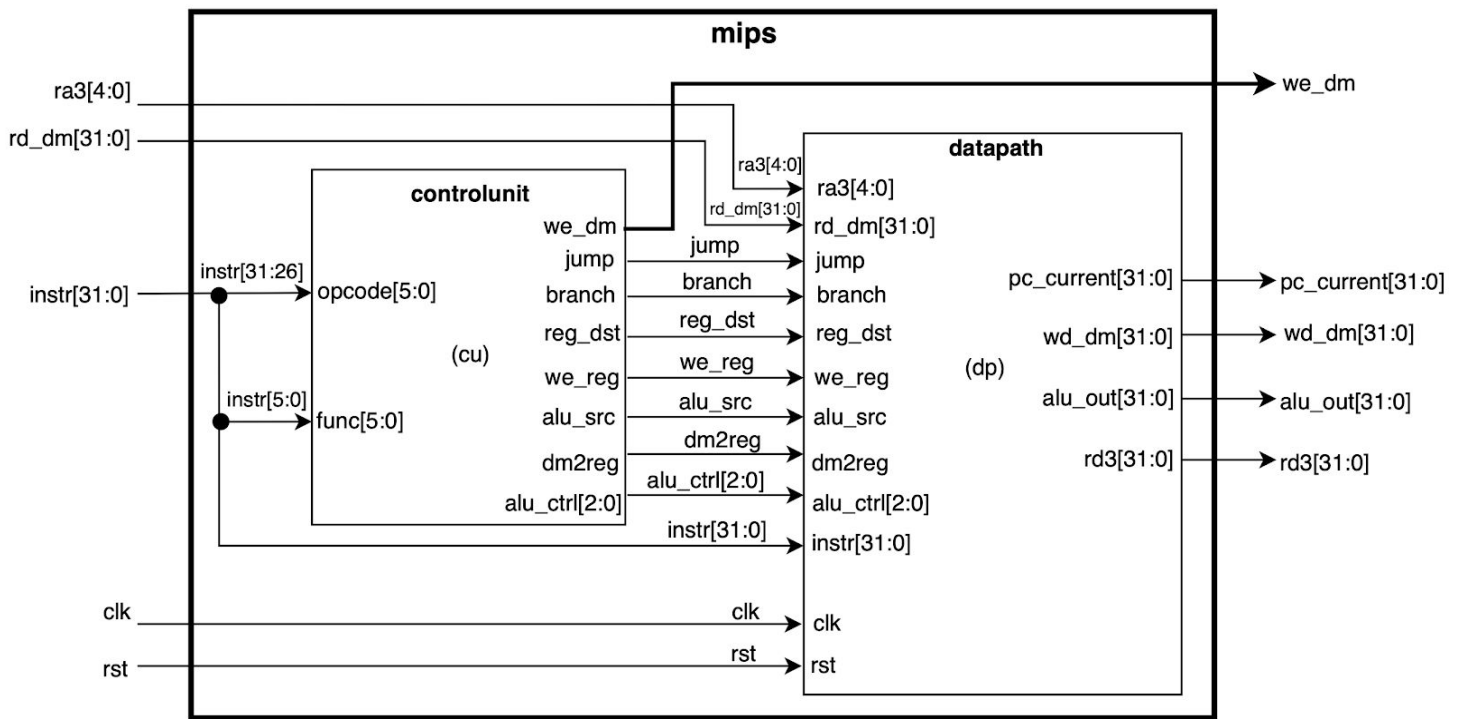 mips
ra3[4:0]
rd_dm[31:0]
instr[31:0]
clk
rst
controlunit
(cu)
instr[31:26]
opcode[5:0]
instr[5:0]
func[5:0]
we_dm
jump
branch
reg_dst
we_reg
alu_src
dm2reg
alu_ctrl[2:0]
ra3[4:0]
rd_dm[31:0]
jump
branch
reg_dst
we_reg
alu_src
dm2reg
alu_ctrl[2:0]
instr[31:0]
clk
rst
datapath
(dp)
ra3[4:0]
rd_dm[31:0]
jump
branch
reg_dst
we_reg
alu_src
dm2reg
alu_ctrl[2:0]
instr[31:0]
clk
rst
pc_current[31:0]
wd_dm[31:0]
alu_out[31:0]
rd3[31:0]
we_dm
pc_current[31:0]
wd_dm[31:0]
alu_out[31:0]
rd3[31:0]